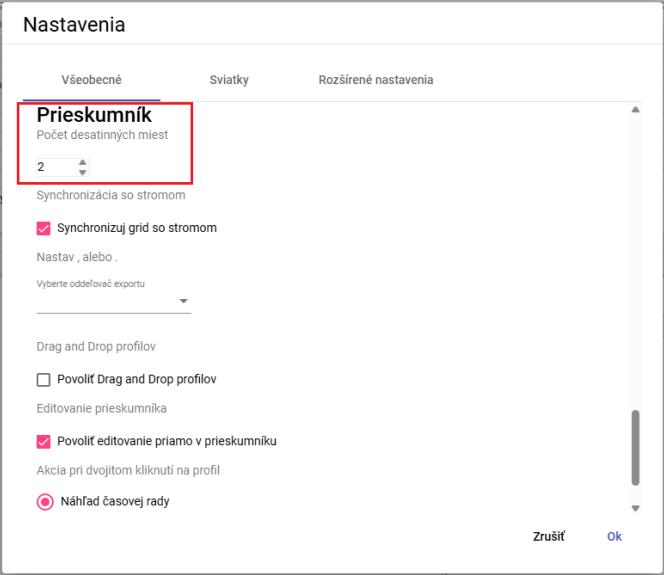 Nastavenia
Všeobecné Sviatky Rozšírené nastavenia
Prieskumník
Počet desatinných miest
2
Synchronizácia so stromom
Synchronizuj grid so stromom
Nastav , alebo .
Vyberte oddeľovač exportu
Drag and Drop profilov
Povoliť Drag and Drop profilov
Editovanie prieskumníka
Povoliť editovanie priamo v prieskumníku
Akcia pri dvojitom kliknutí na profil
Náhľad časovej rady
Zrušiť Ok